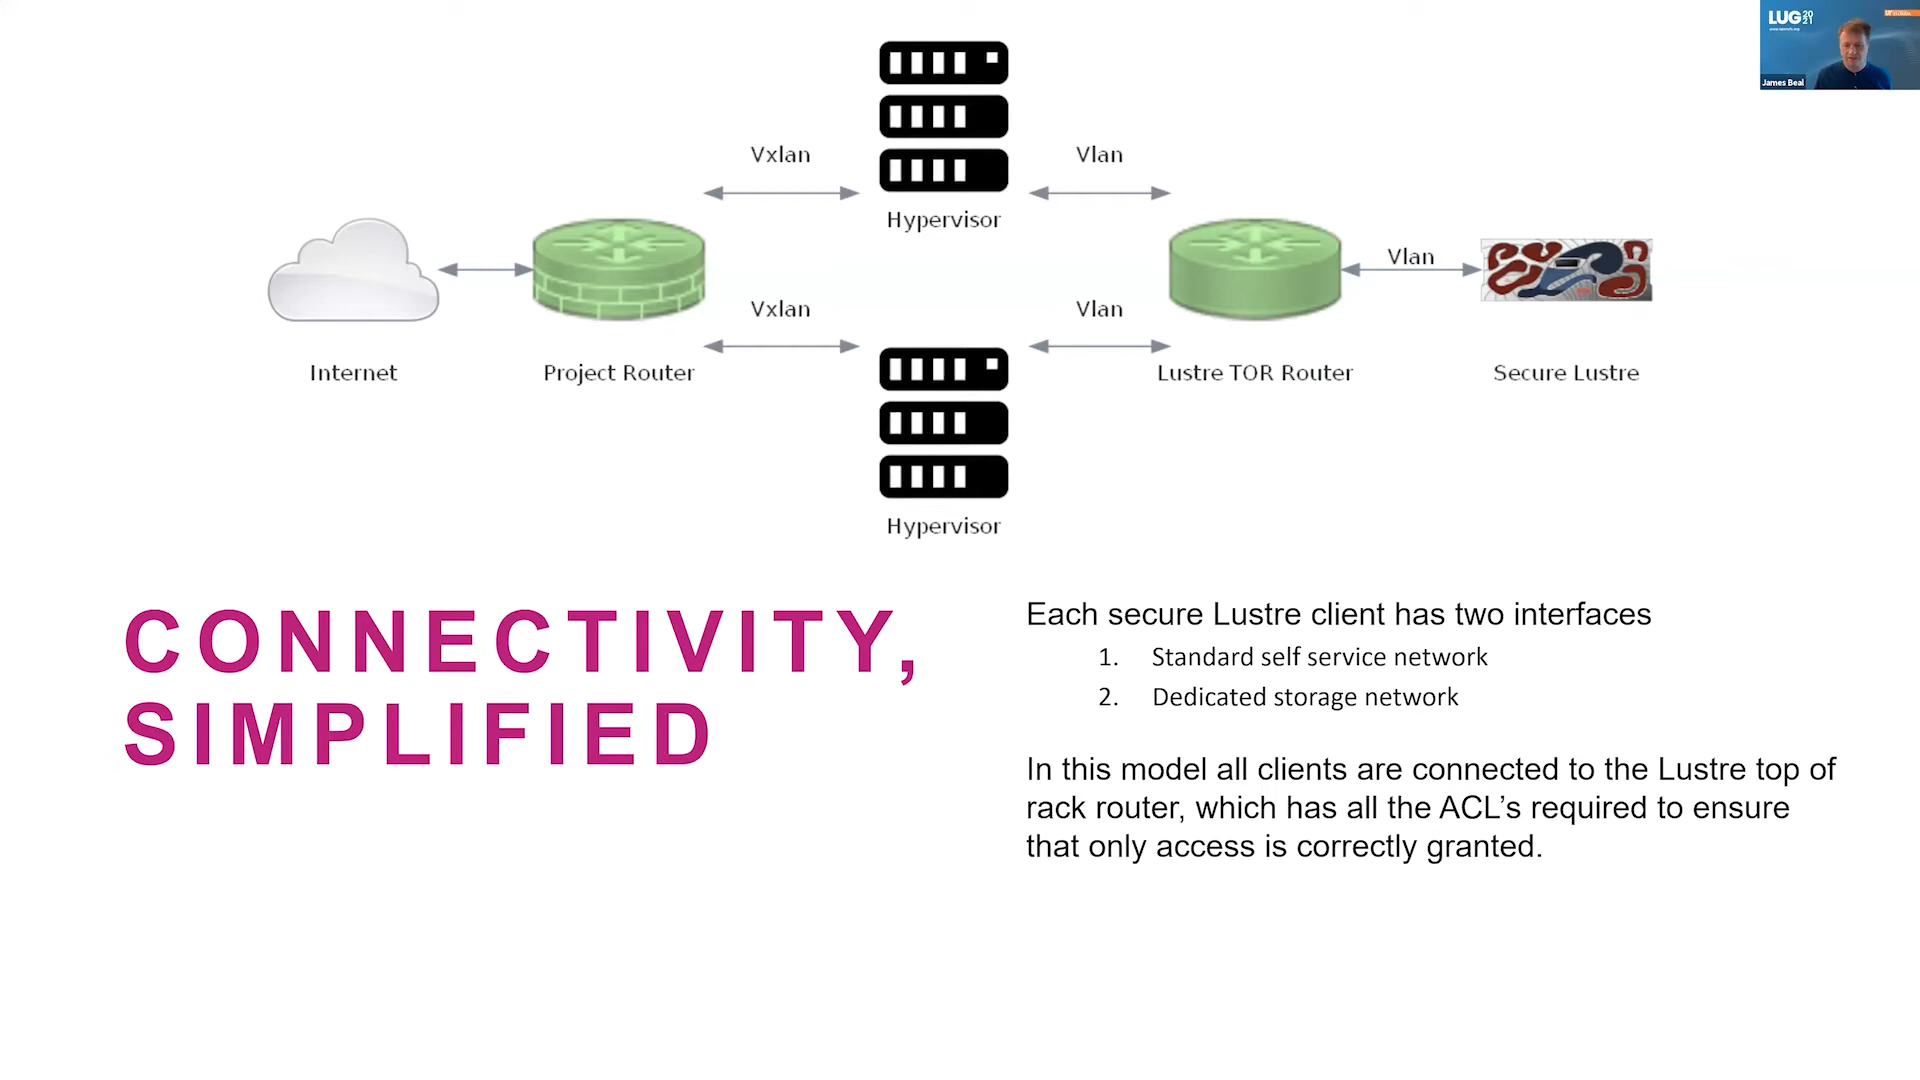 LUG 2021
James Beal
Vxlan
Vlan
Hypervisor
Vlan
Vxlan
Vlan
Internet
Project Router
Lustre TOR Router
Secure Lustre
Hypervisor
CONNECTIVITY,
SIMPLIFIED
Each secure Lustre client has two interfaces
1. Standard self service network
2. Dedicated storage network
In this model all clients are connected to the Lustre top of
rack router, which has all the ACL’s required to ensure
that only access is correctly granted.